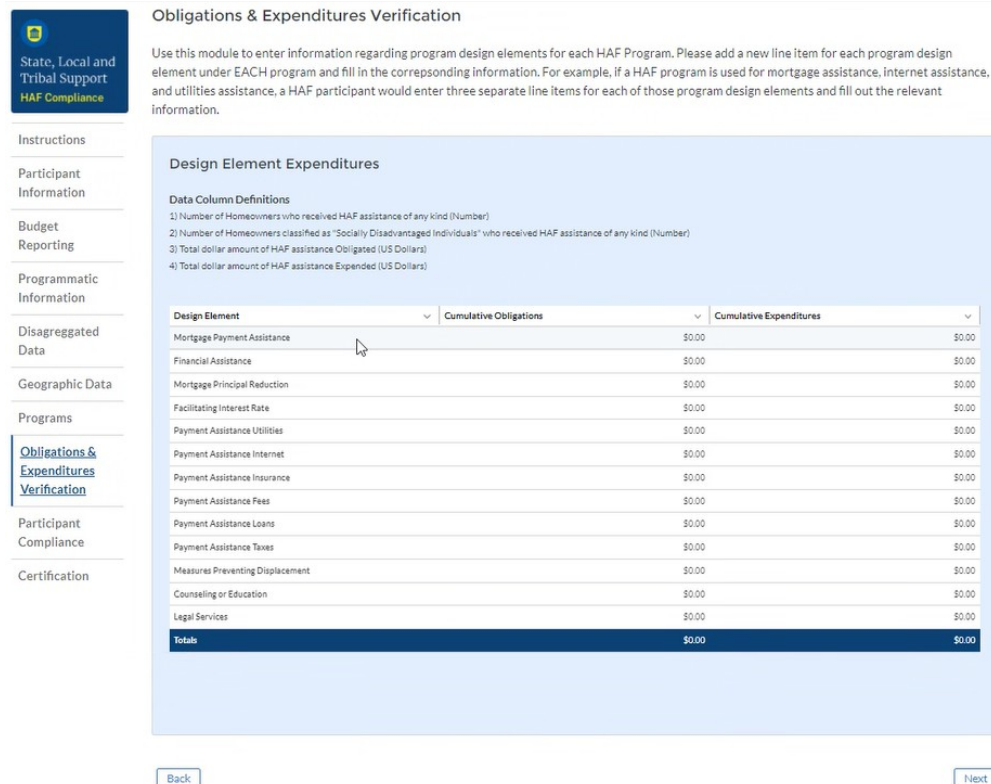 State, Local and
Tribal Support
HAF Compliance
Instructions
Participant
Information
Budget
Reporting
Programmatic
Information
Disagreggated
Data
Geographic Data
Programs
Obligations &
Expenditures
Verification
Participant
Compliance
Certification
Obligations & Expenditures Verification
Use this module to enter information regarding program design elements for each HAF Program. Please add a new line item for each program design
element under EACH program and fill in the correpsonding information. For example, if a HAF program is used for mortgage assistance, internet assistance,
and utilities assistance, a HAF participant would enter three separate line items for each of those program design elements and fill out the relevant
information.
Design Element Expenditures
Data Column Definitions
1) Number of Homeowners who received HAF assistance of any kind (Number)
2) Number of Homeowners classified as "Socially Disadvantaged Individuals" who received HAF assistance of any kind (Number)
3) Total dollar amount of HAF assistance Obligated (US Dollars)
4) Total dollar amount of HAF assistance Expended (US Dollars)
Design Element Cumulative Obligations Cumulative Expenditures
Mortgage Payment Assistance $0.00 $0.00
Financial Assistance $0.00 $0.00
Mortgage Principal Reduction $0.00 $0.00
Facilitating Interest Rate $0.00 $0.00
Payment Assistance Utilities $0.00 $0.00
Payment Assistance Internet $0.00 $0.00
Payment Assistance Insurance $0.00 $0.00
Payment Assistance Fees $0.00 $0.00
Payment Assistance Loans $0.00 $0.00
Payment Assistance Taxes $0.00 $0.00
Measures Preventing Displacement $0.00 $0.00
Counseling or Education $0.00 $0.00
Legal Services $0.00 $0.00
Totals $0.00 $0.00
Back Next